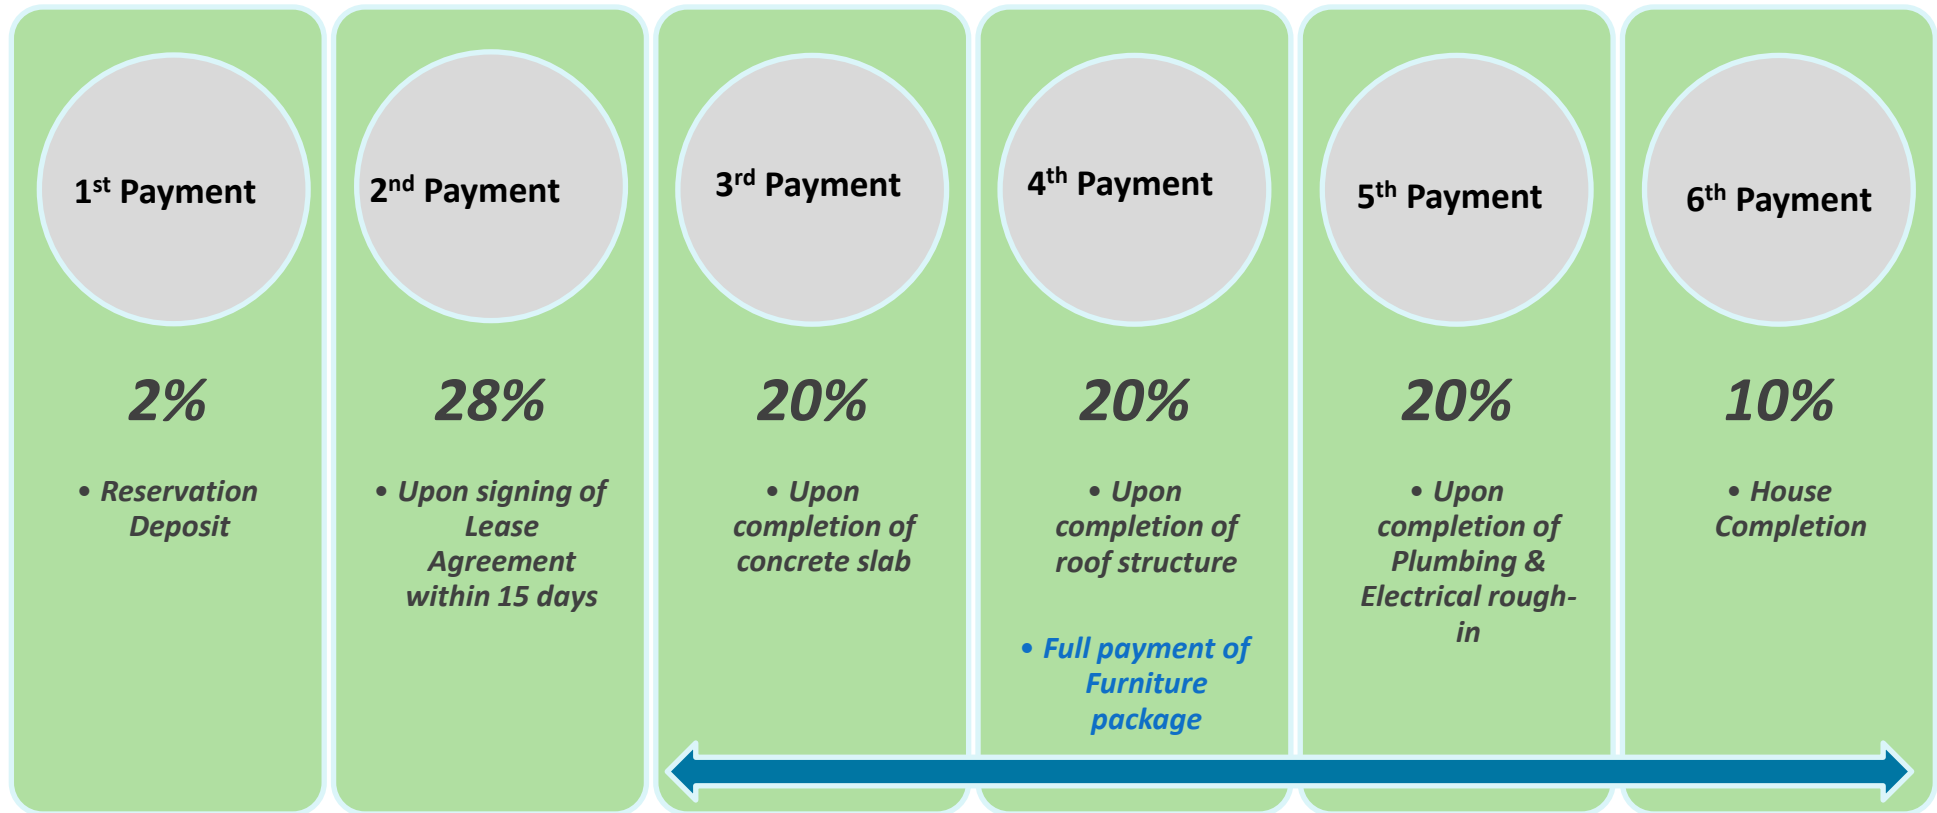 1st Payment
2%
• Reservation
Deposit
2nd Payment
28%
• Upon signing of
Lease
Agreement
within 15 days
3rd Payment
20%
• Upon
completion of
concrete slab
4th Payment
20%
• Upon
completion of
roof structure
• Full payment of
Furniture
package
5th Payment
20%
• Upon
completion of
Plumbing &
Electrical rough-
in
6th Payment
10%
• House
Completion